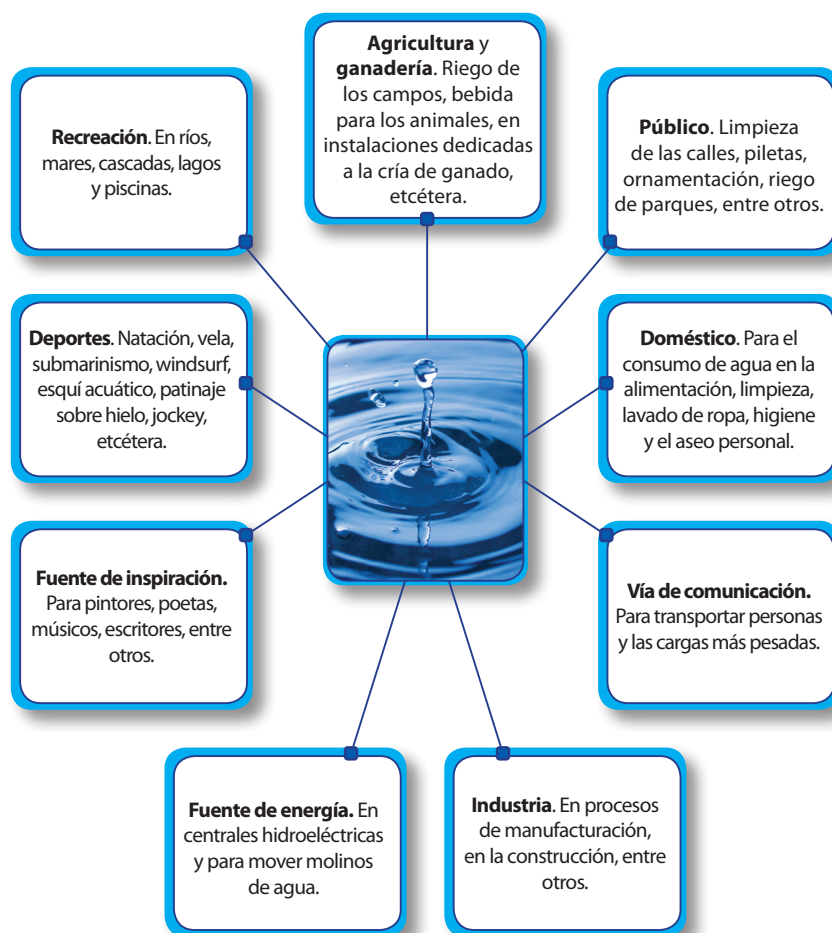 Agricultura y
ganadería. Riego de
los campos, bebida
para los animales, en
instalaciones dedicadas
a la cría de ganado,
etcétera.
Recreación. En ríos,
mares, cascadas, lagos
y piscinas.
Público. Limpieza
de las calles, piletas,
ornamentación, riego
de parques, entre otros.
Deportes. Natación, vela,
submarinismo, windsurf,
esquí acuático, patinaje
sobre hielo, jockey,
etcétera.
Doméstico. Para el
consumo de agua en la
alimentación, limpieza,
lavado de ropa, higiene
y el aseo personal.
Fuente de inspiración.
Para pintores, poetas,
músicos, escritores, entre
otros.
Vía de comunicación.
Para transportar personas
y las cargas más pesadas.
Fuente de energía. En
centrales hidroeléctricas
y para mover molinos
de agua.
Industria. En procesos
de manufacturación,
en la construcción, entre
otros.